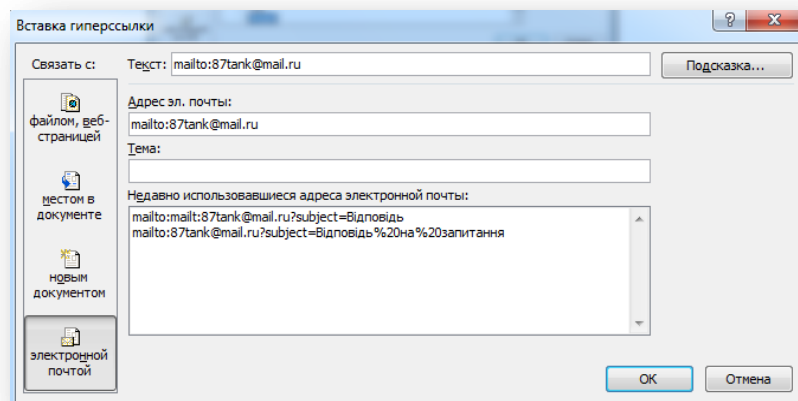 Вставка гиперссылки
Связать с:
Текст: mailto:87tank@mail.ru
Подсказка...
файлом, веб-
страницей
местом в
документе
новым
документом
электронной
почтой
Адрес эл. почты:
mailto:87tank@mail.ru
Тема:
Недавно использовавшиеся адреса электронной почты:
mailto:mailt:87tank@mail.ru?subject=Відповідь
mailto:87tank@mail.ru?subject=Відповідь%20на%20запитання
ОК
Отмена